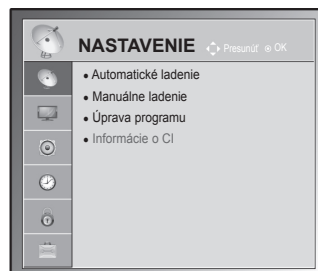 NASTAVENIE Presunúť OK
• Automatické ladenie
• Manuálne ladenie
• Úprava programu
• Informácie o CI